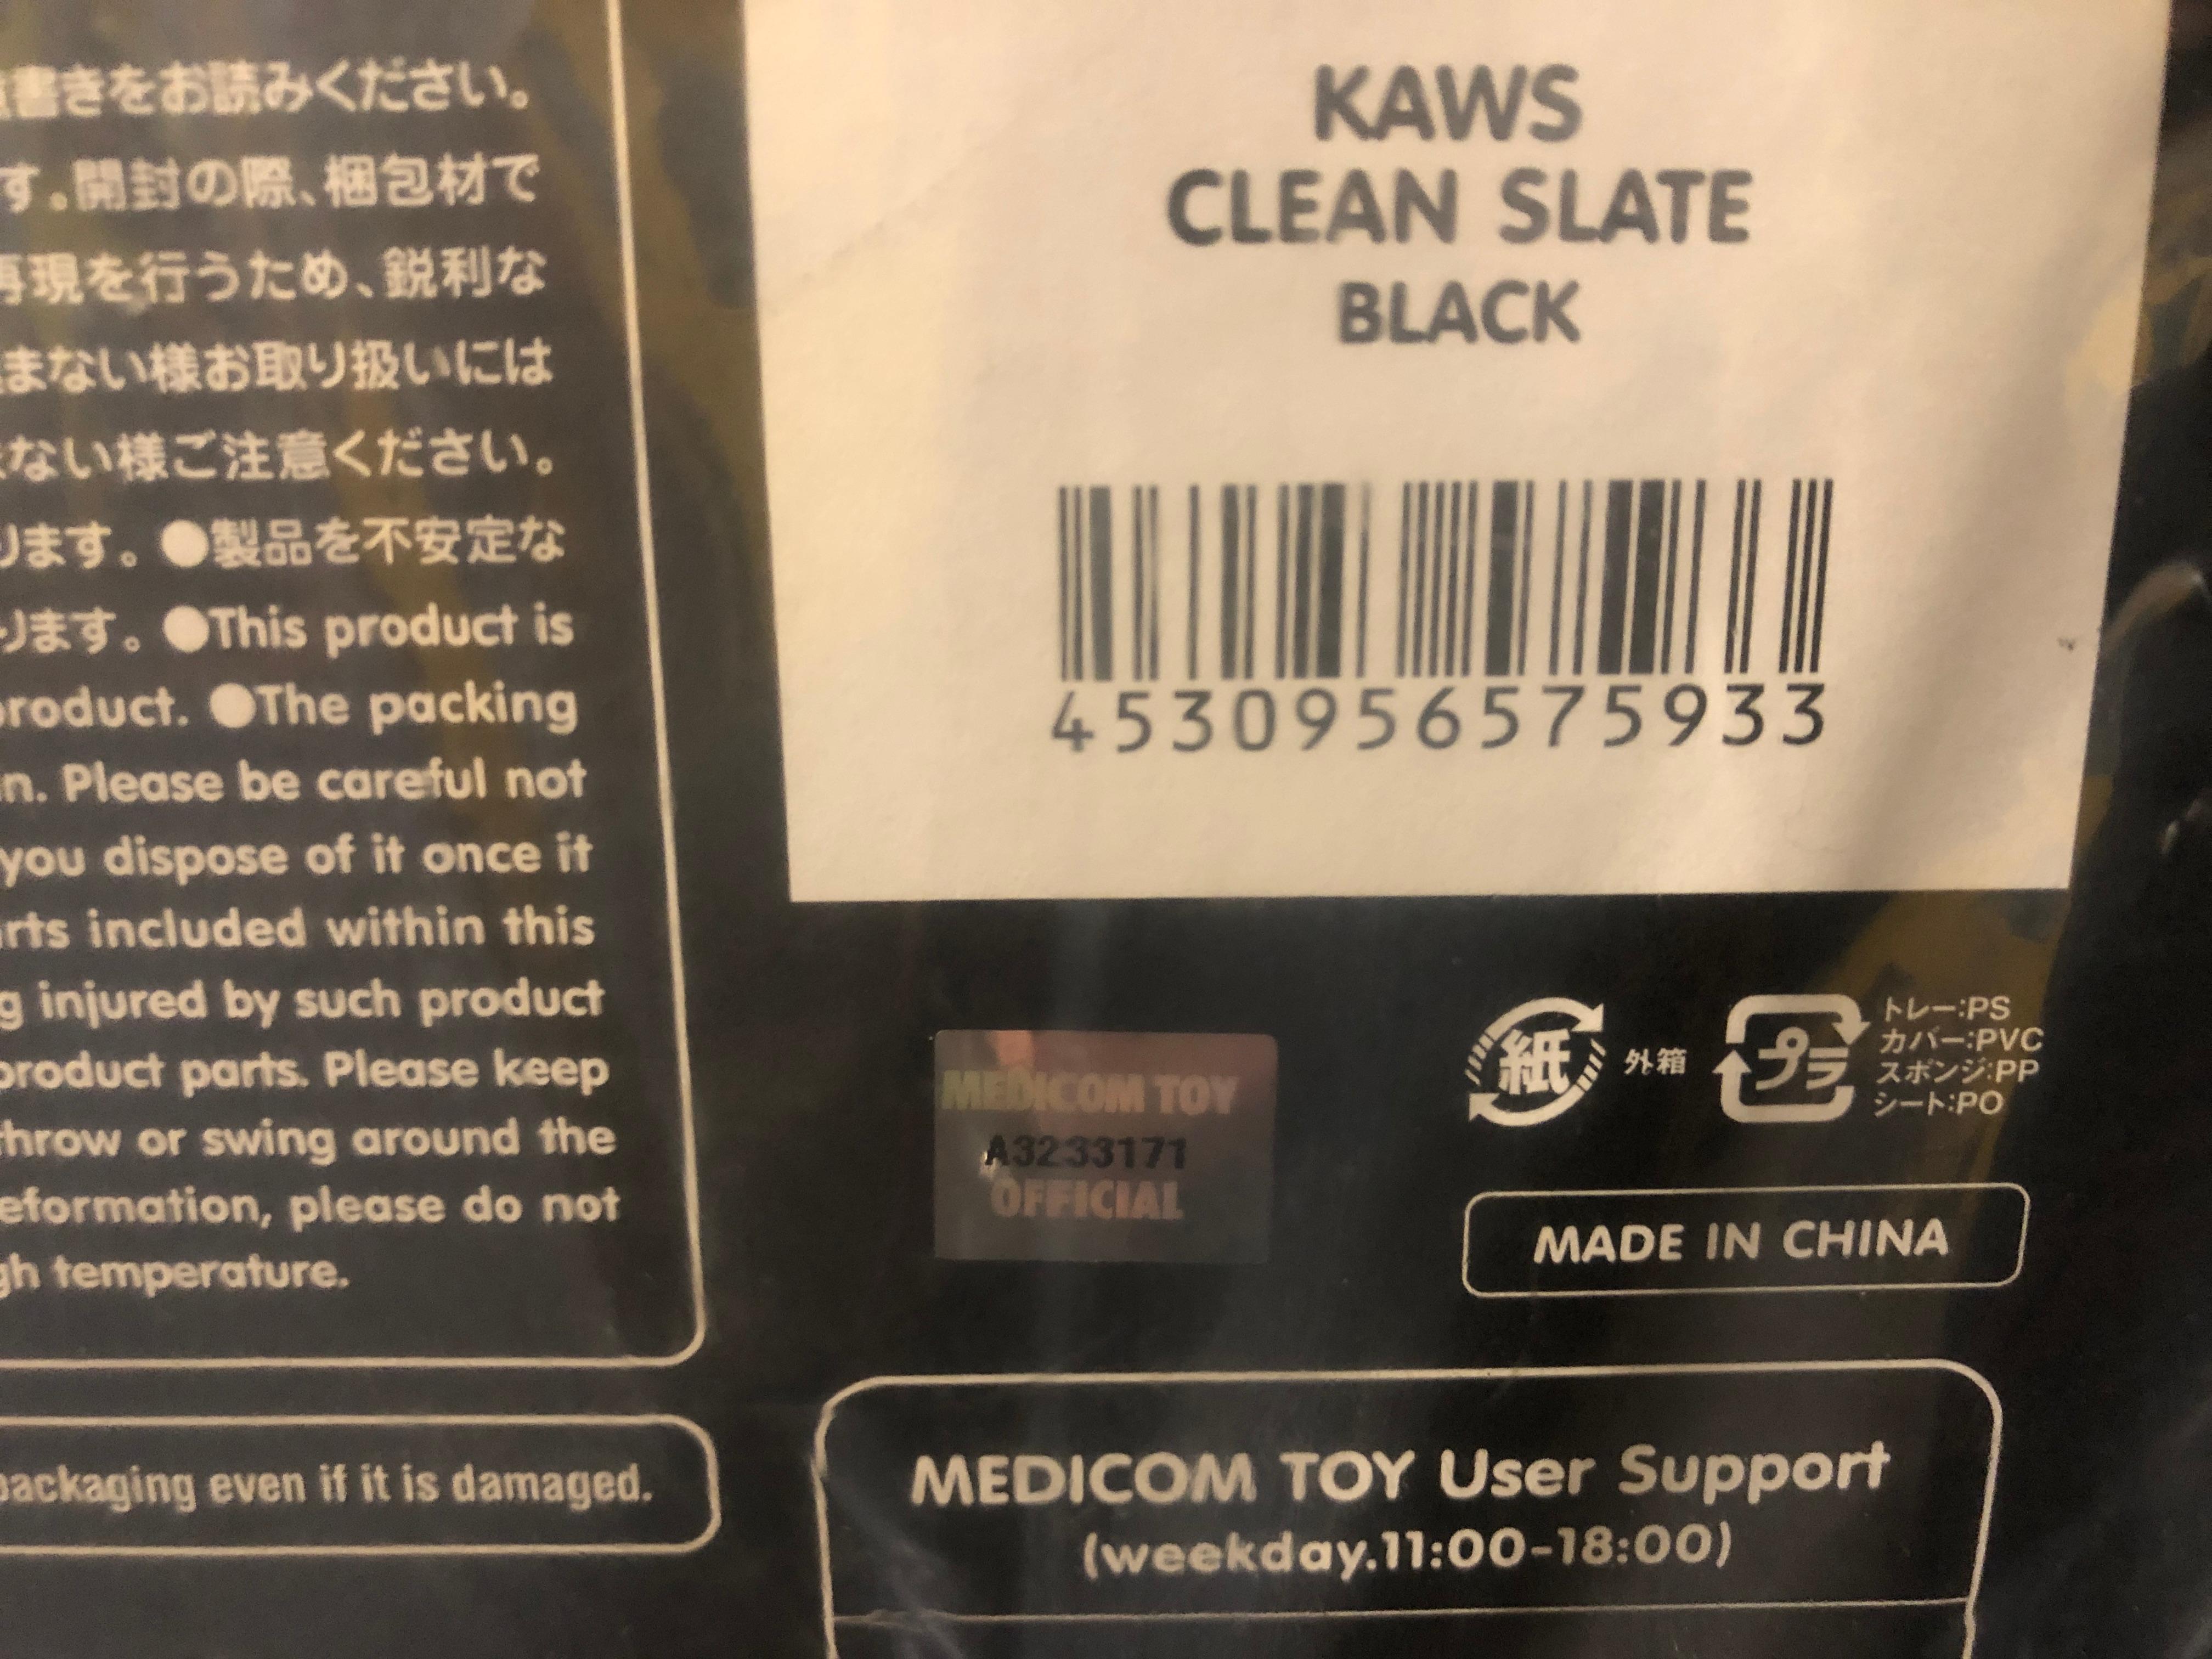 書きをお読みください。
す。開封の際、梱包材で
再現を行うため、鋭利な
まない様お取り扱いには
ない様ご注意ください。
ります。●製品を不安定な
ります。●This product is
product. ●The packing
n. Please be careful not
you dispose of it once it
rts included within this
g injured by such product
product parts. Please keep
throw or swing around the
eformation, please do not
gh temperature.
packaging even if it is damaged.
KAWS
CLEAN SLATE
BLACK
4530956575933
MEDICOM TOY
A3233171
OFFICIAL
紙 外箱 プラ
トレー:PS
カバー:PVC
スポンジ:PP
シート:PO
MADE IN CHINA
MEDICOM TOY User Support
(weekday.11:00-18:00)